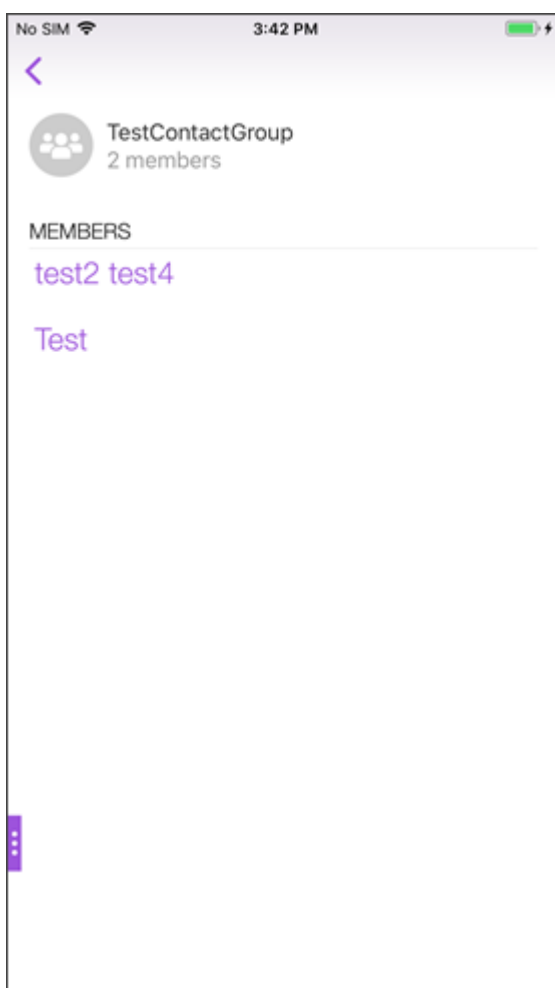 No SIM 3:42 PM
TestContactGroup
2 members
MEMBERS
test2 test4
Test